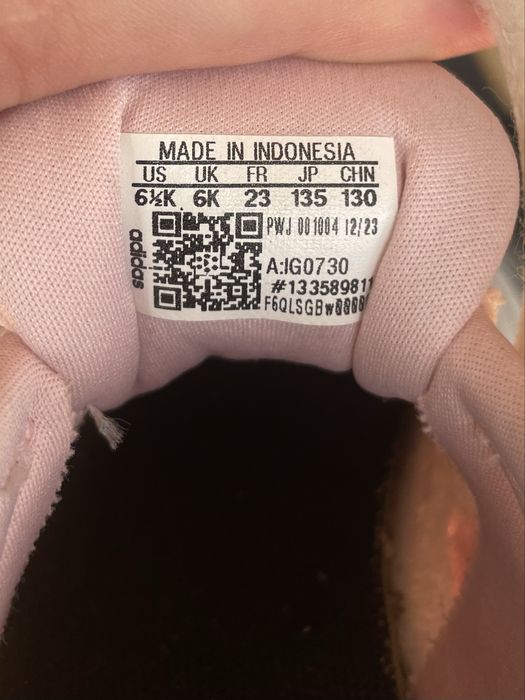 MADE IN INDONESIA
US UK FR JP CHN
6½K 6K 23 135 130
PWJ 001004 12/23
adidas
A:IG0730
#133589811